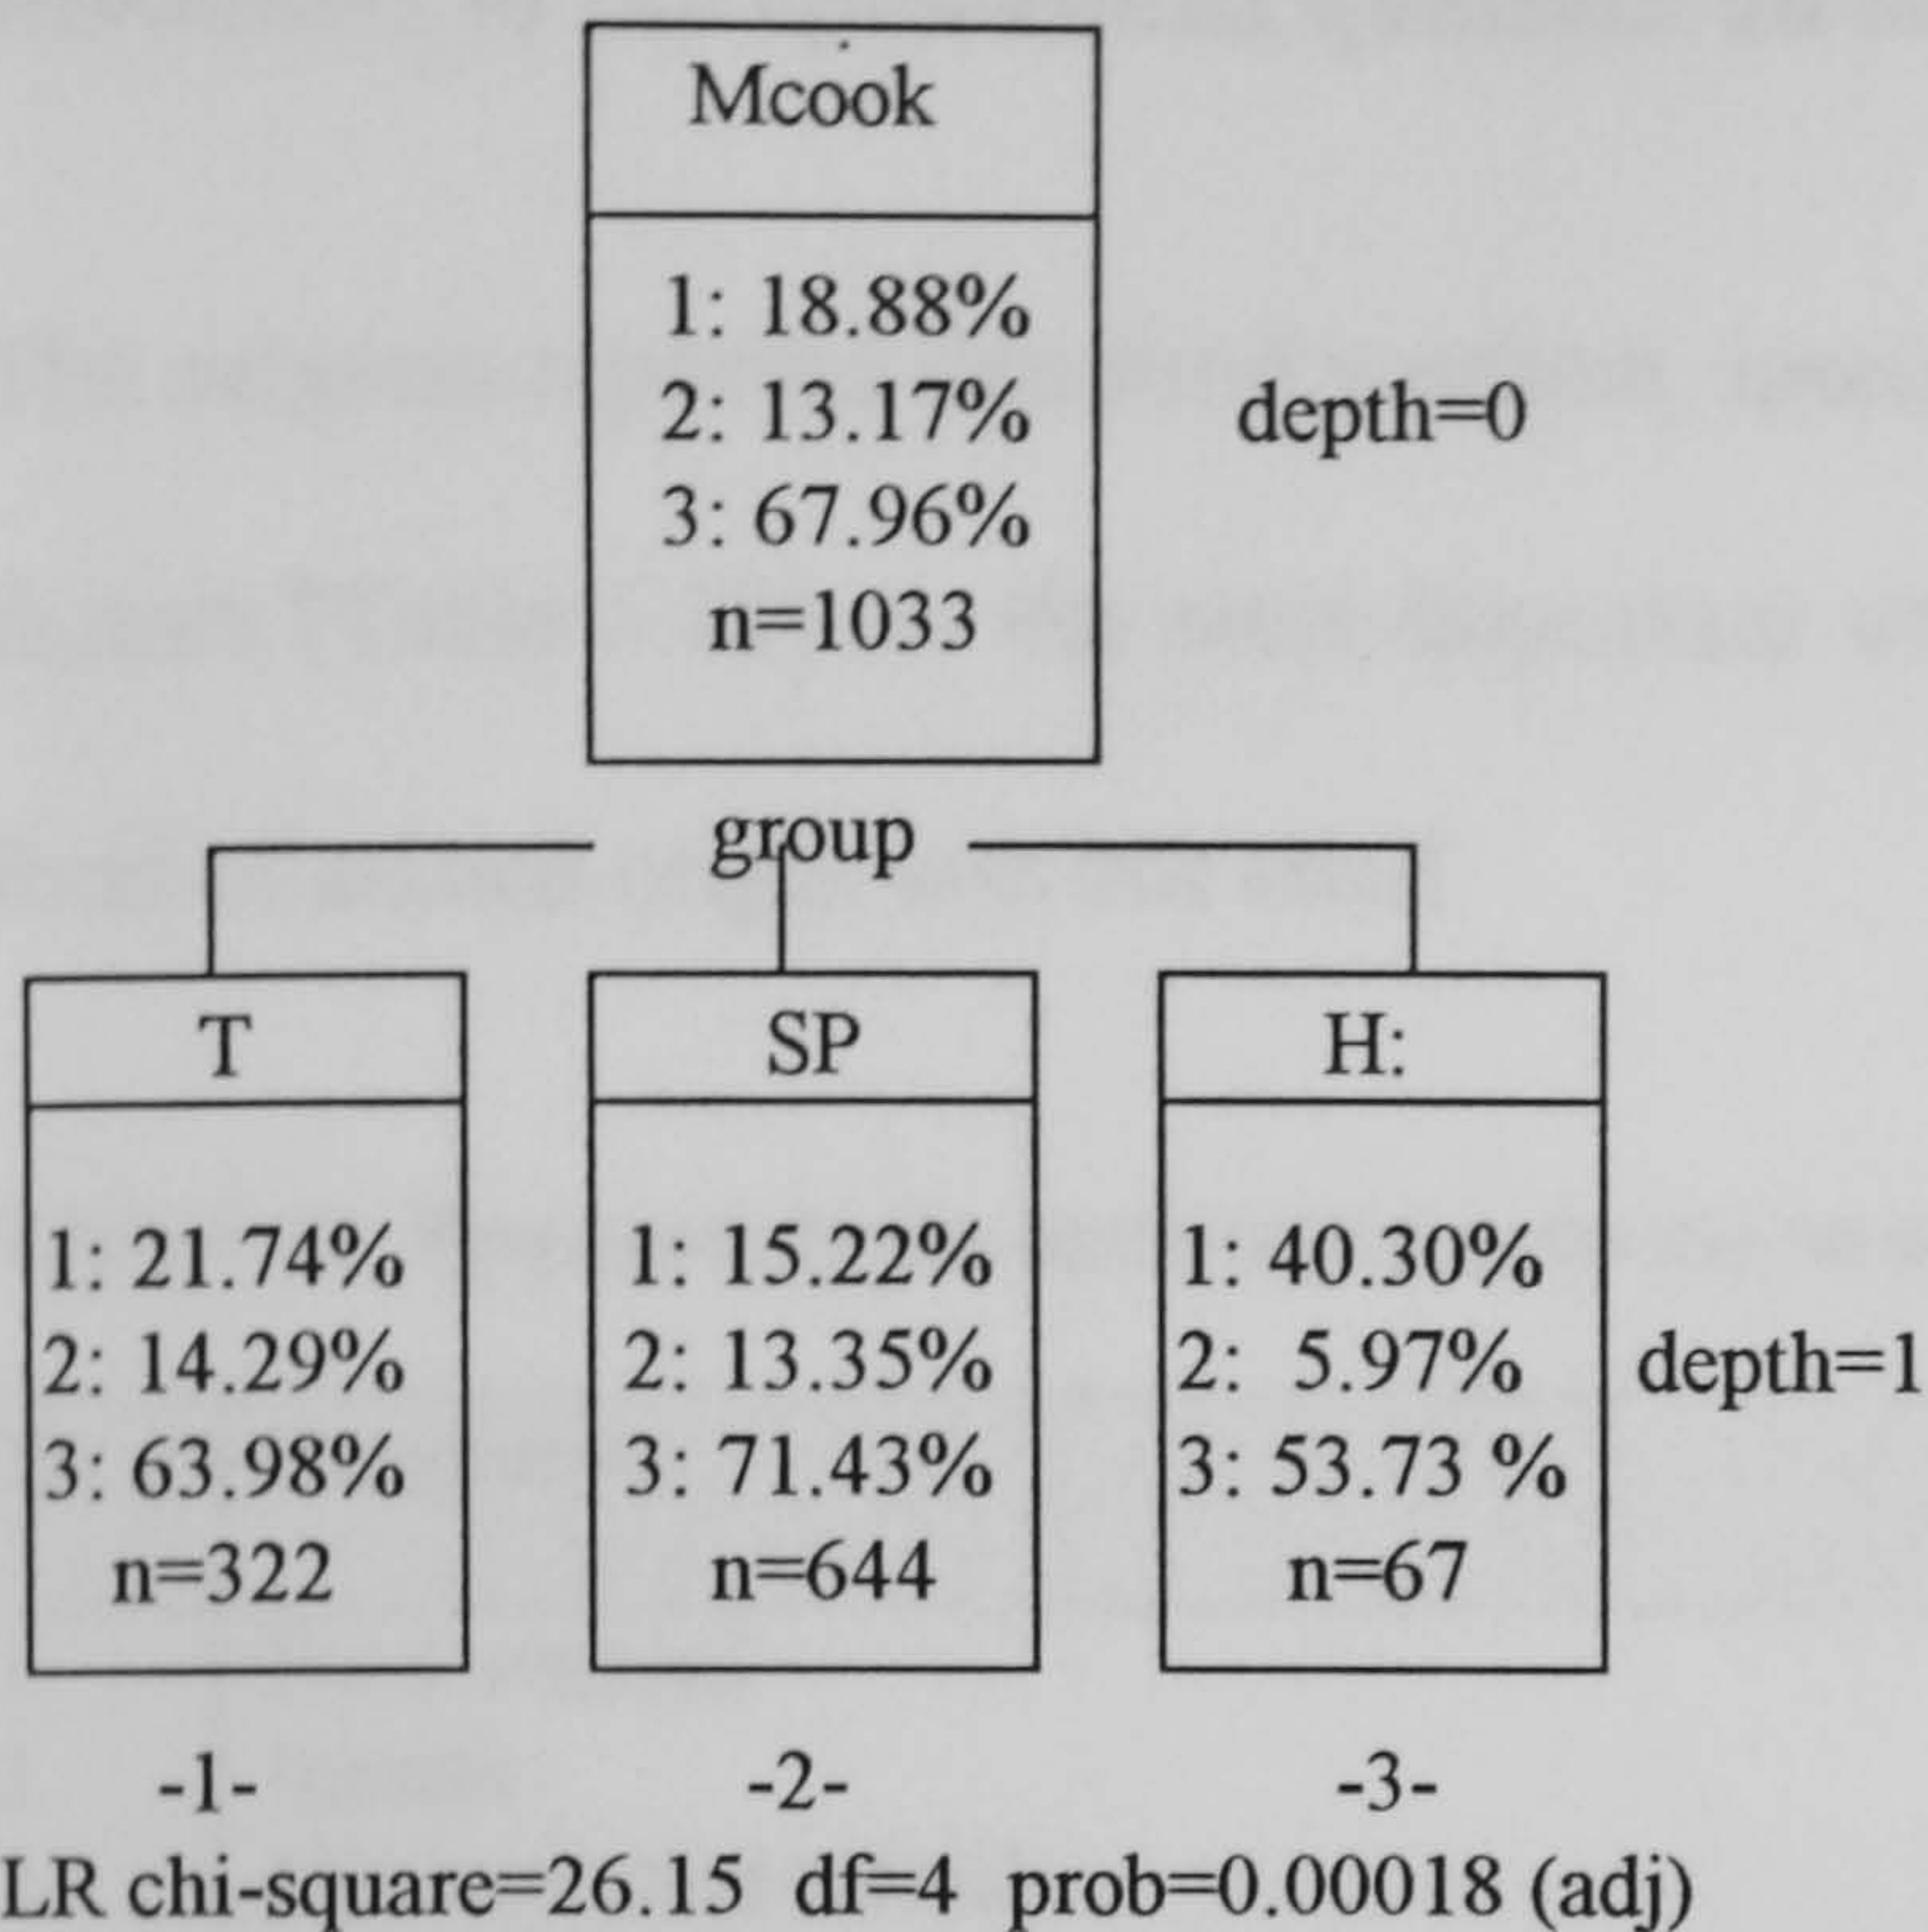 Mcook
1: 18.88%
2: 13.17%
3: 67.96%
n=1033
depth=0
group
T
1: 21.74%
2: 14.29%
3: 63.98%
n=322
SP
1: 15.22%
2: 13.35%
3: 71.43%
n=644
H:
1: 40.30%
2: 5.97%
3: 53.73 %
n=67
depth=1
-1- -2- -3-
LR chi-square=26.15 df=4 prob=0.00018 (adj)